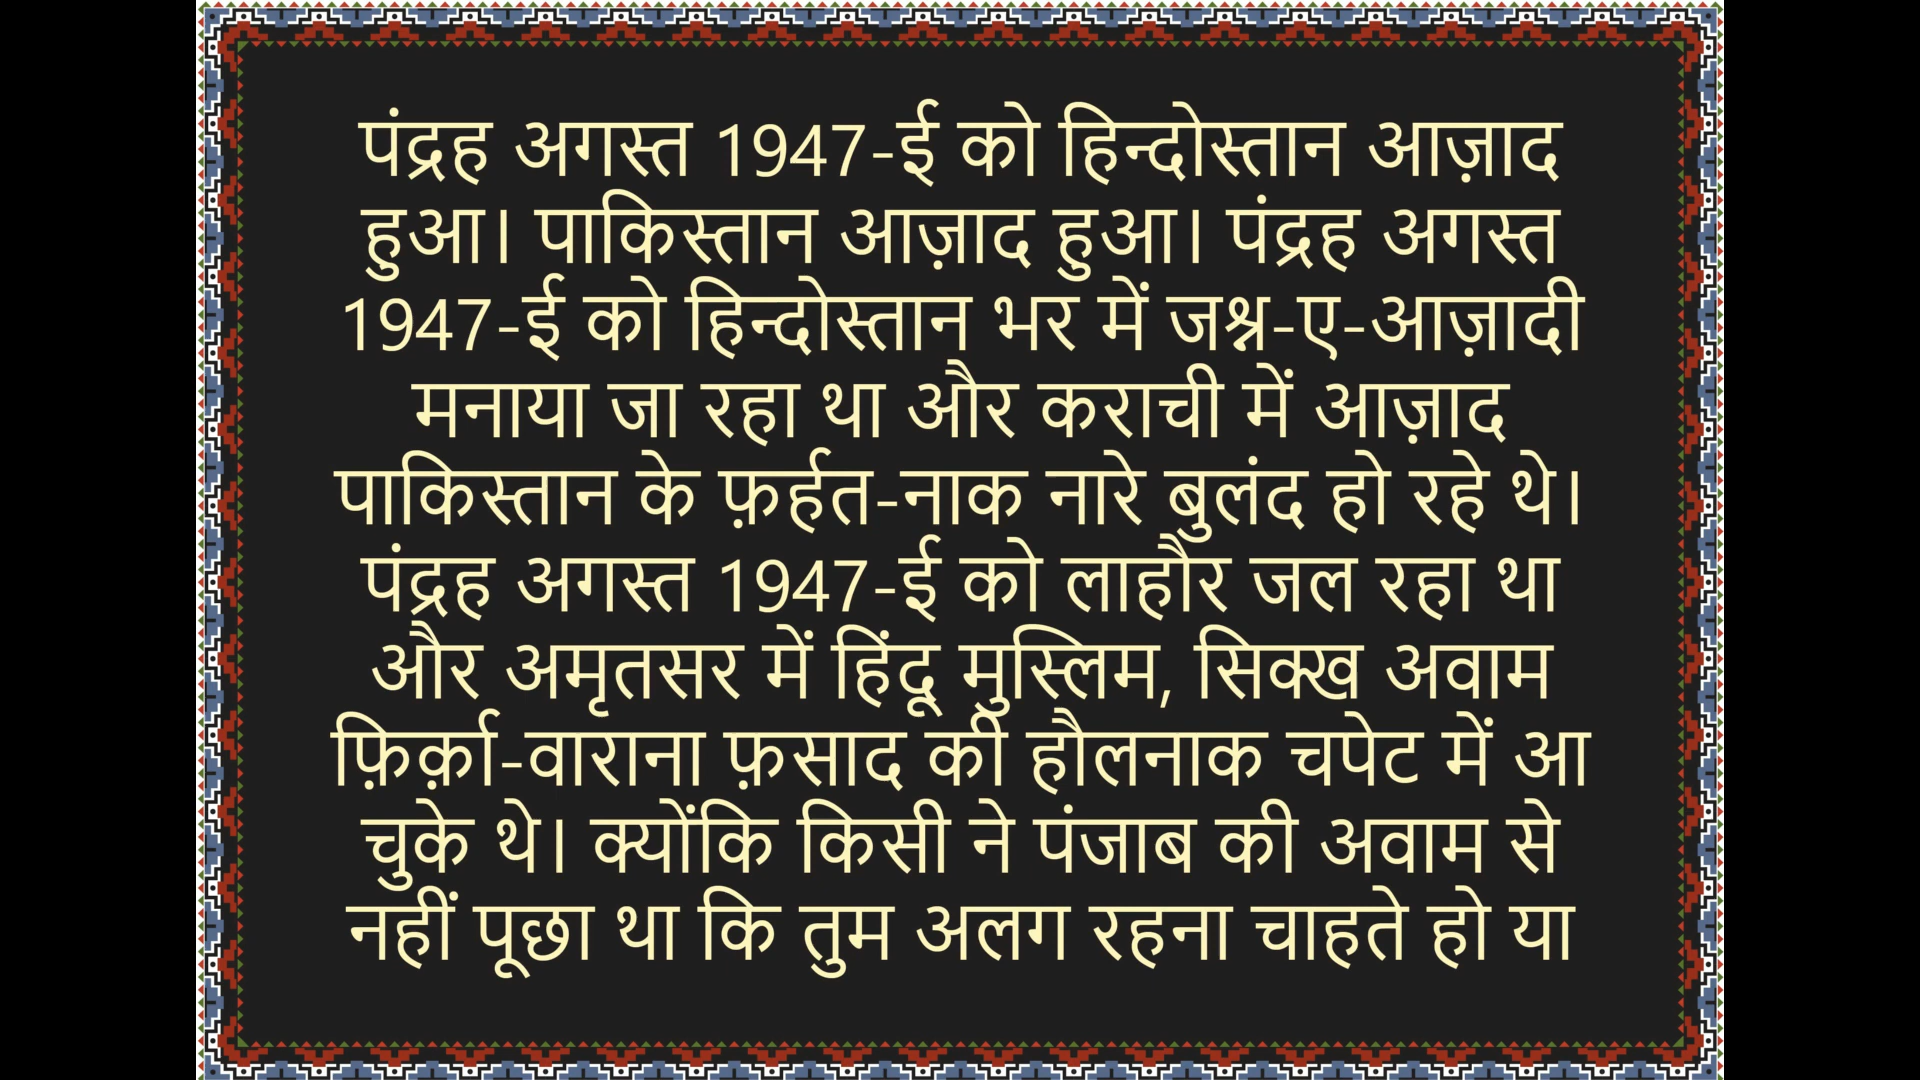 पंद्रह अगस्त 1947-ई को हिन्दोस्तान आज़ाद
हुआ। पाकिस्तान आज़ाद हुआ। पंद्रह अगस्त
1947-ई को हिन्दोस्तान भर में जश्न-ए-आज़ादी
मनाया जा रहा था और कराची में आज़ाद
पाकिस्तान के फ़र्हत-नाक नारे बुलंद हो रहे थे।
पंद्रह अगस्त 1947-ई को लाहौर जल रहा था
और अमृतसर में हिंदू मुस्लिम, सिक्ख अवाम
फ़िर्क़ा-वाराना फ़साद की हौलनाक चपेट में आ
चुके थे। क्योंकि किसी ने पंजाब की अवाम से
नहीं पूछा था कि तुम अलग रहना चाहते हो या